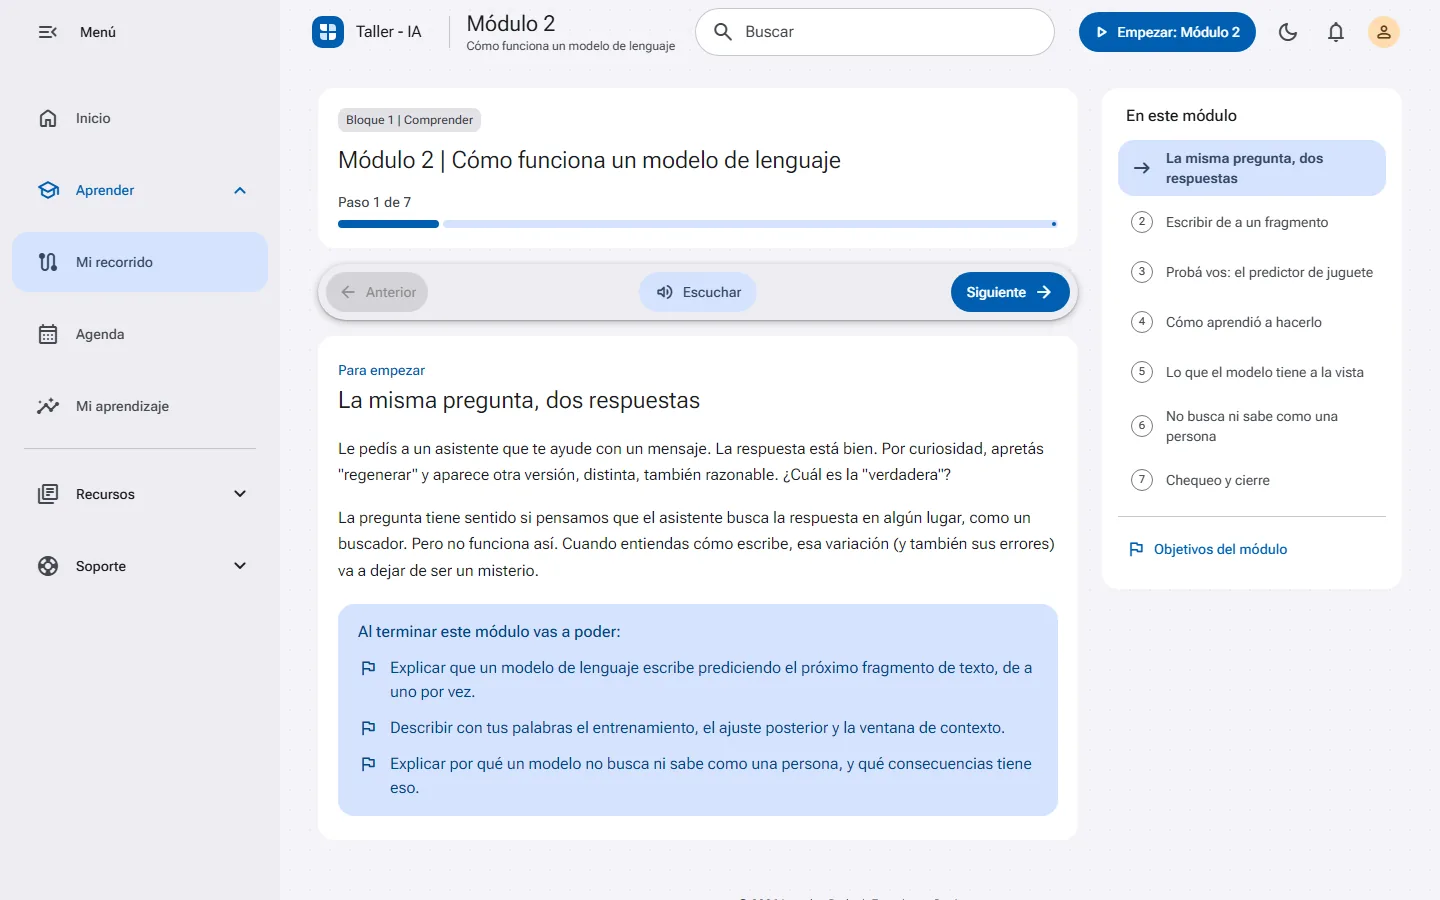 Menú
Taller - IA
Módulo 2
Cómo funciona un modelo de lenguaje
Buscar
Empezar: Módulo 2
Inicio
Aprender
Mi recorrido
Agenda
Mi aprendizaje
Recursos
Soporte
Bloque 1 | Comprender
Módulo 2 | Cómo funciona un modelo de lenguaje
Paso 1 de 7
Anterior
Escuchar
Siguiente
Para empezar
La misma pregunta, dos respuestas
Le pedís a un asistente que te ayude con un mensaje. La respuesta está bien. Por curiosidad, apretás
"regenerar" y aparece otra versión, distinta, también razonable. ¿Cuál es la "verdadera"?
La pregunta tiene sentido si pensamos que el asistente busca la respuesta en algún lugar, como un
buscador. Pero no funciona así. Cuando entiendas cómo escribe, esa variación (y también sus errores)
va a dejar de ser un misterio.
Al terminar este módulo vas a poder:
Explicar que un modelo de lenguaje escribe prediciendo el próximo fragmento de texto, de a
uno por vez.
Describir con tus palabras el entrenamiento, el ajuste posterior y la ventana de contexto.
Explicar por qué un modelo no busca ni sabe como una persona, y qué consecuencias tiene
eso.
En este módulo
La misma pregunta, dos
respuestas
2 Escribir de a un fragmento
3 Probá vos: el predictor de juguete
4 Cómo aprendió a hacerlo
5 Lo que el modelo tiene a la vista
6 No busca ni sabe como una
persona
7 Chequeo y cierre
Objetivos del módulo